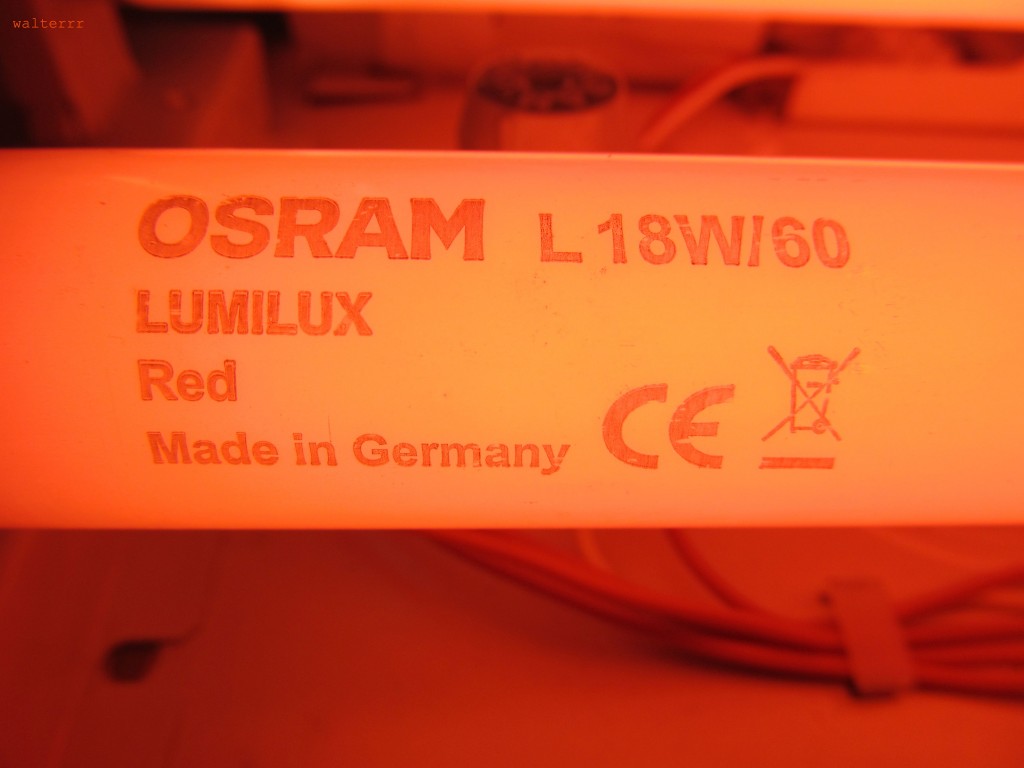 walterrr
OSRAM L 18W/60
LUMILUX
Red
Made in Germany CE